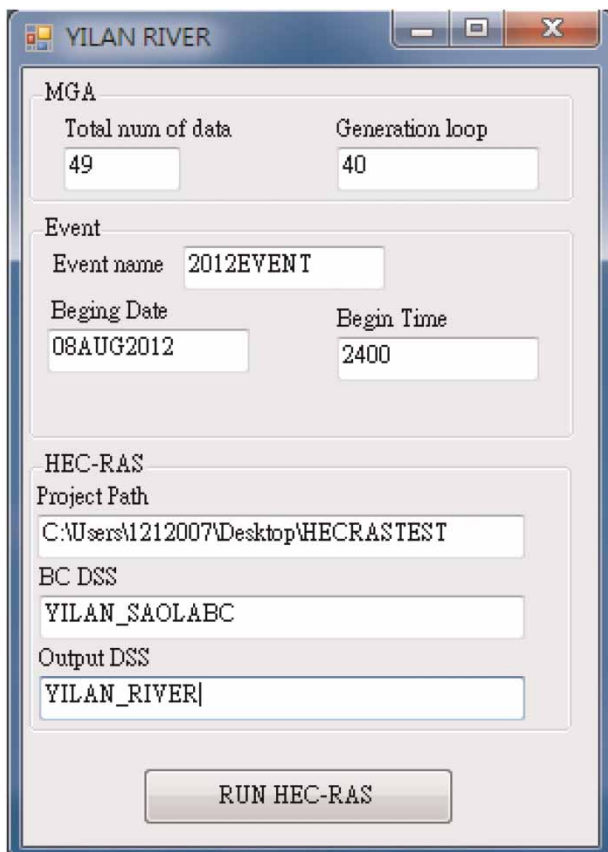 YILAN RIVER
MGA
Total num of data
Generation loop
49
40
Event
Event name 2012EVENT
Beging Date
Begin Time
08AUG2012
2400
HEC-RAS
Project Path
C:\Users\1212007\Desktop\HECRASTEST
BC DSS
YILAN_SAOLABC
Output DSS
YILAN_RIVER
RUN HEC-RAS